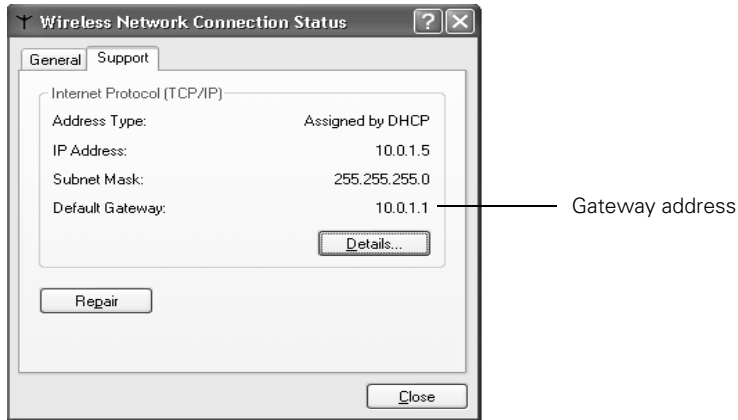 Wireless Network Connection Status
General Support
Internet Protocol (TCP/IP)
Address Type: Assigned by DHCP
IP Address: 10.0.1.5
Subnet Mask: 255.255.255.0
Default Gateway: 10.0.1.1 Gateway address
Details...
Repair
Close